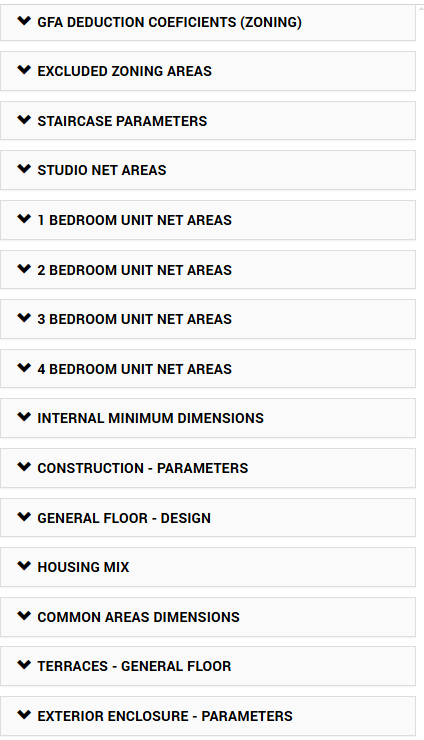 GFA DEDUCTION COEFICIENTS (ZONING)
EXCLUDED ZONING AREAS
STAIRCASE PARAMETERS
STUDIO NET AREAS
1 BEDROOM UNIT NET AREAS
2 BEDROOM UNIT NET AREAS
3 BEDROOM UNIT NET AREAS
4 BEDROOM UNIT NET AREAS
INTERNAL MINIMUM DIMENSIONS
CONSTRUCTION - PARAMETERS
GENERAL FLOOR - DESIGN
HOUSING MIX
COMMON AREAS DIMENSIONS
TERRACES - GENERAL FLOOR
EXTERIOR ENCLOSURE - PARAMETERS